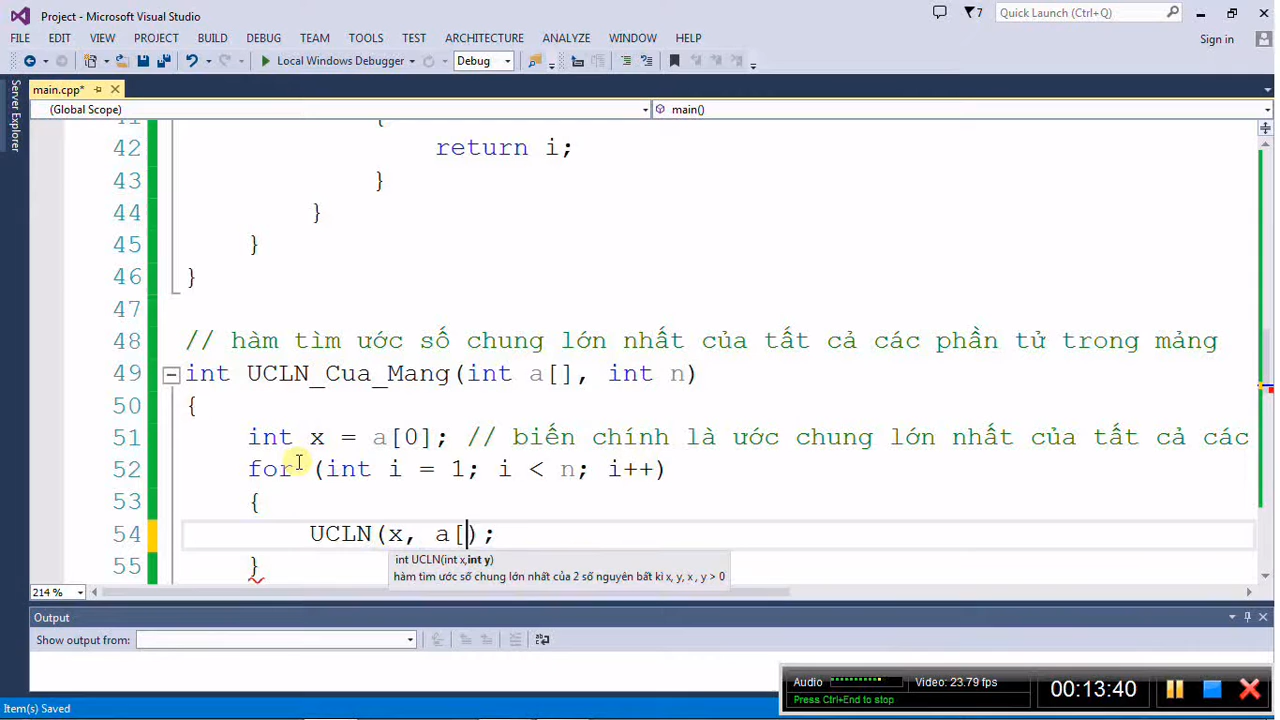 Project - Microsoft Visual Studio
7
Quick Launch (Ctrl+Q)
FILE EDIT VIEW PROJECT BUILD DEBUG TEAM TOOLS TEST ARCHITECTURE ANALYZE WINDOW HELP
Sign in
Local Windows Debugger Debug
Server Explorer
main.cpp*
(Global Scope) main()
41 {
42 return i;
43 }
44 }
45 }
46 }
47
48 // hàm tìm ước số chung lớn nhất của tất cả các phần tử trong mảng
49 int UCLN_Cua_Mang(int a[], int n)
50 {
51 int x = a[0]; // biến chính là ước chung lớn nhất của tất cả các
52 for (int i = 1; i < n; i++)
53 {
54 UCLN(x, a[);
int UCLN(int x,int y)
55 }
hàm tìm ước số chung lớn nhất của 2 số nguyên bất kì x, y, x , y > 0
214 %
Output
Show output from:
Audio
Video: 23.79 fps
00:13:40
Press Ctrl+End to stop
Item(s) Saved